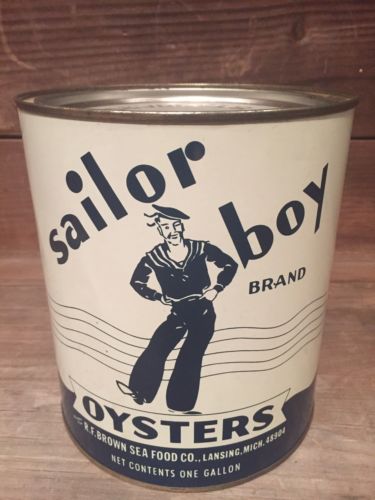 sailor
boy
BRAND
OYSTERS
R.F. BROWN SEA FOOD CO., LANSING, MICH. 48904
NET CONTENTS ONE GALLON